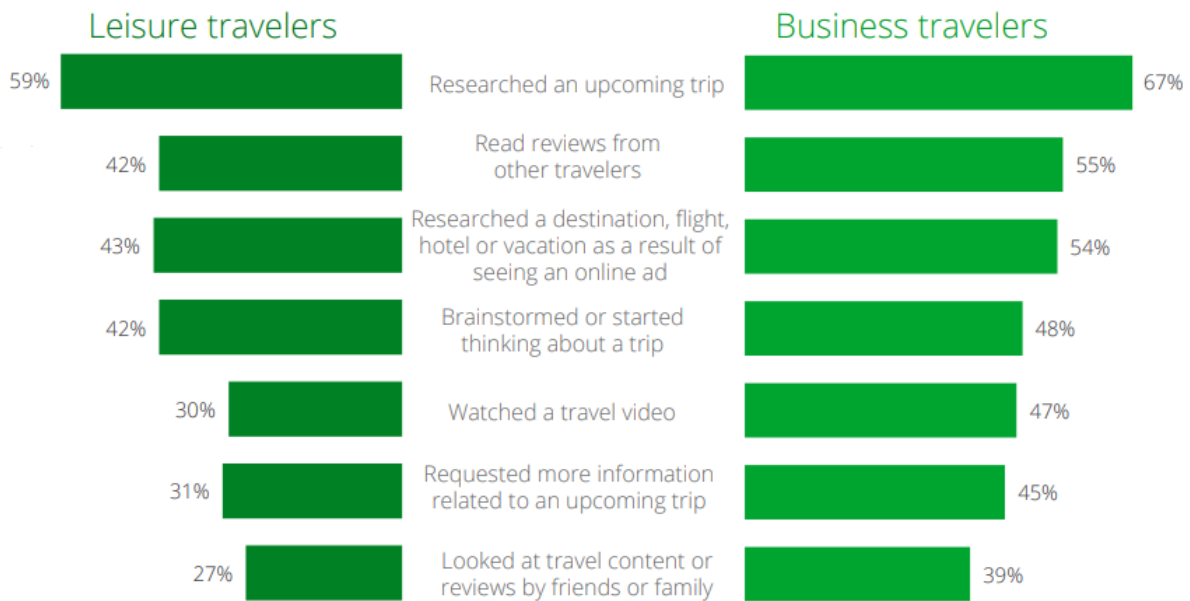 Leisure travelers
Business travelers
59%
Researched an upcoming trip
67%
42%
Read reviews from
other travelers
55%
43%
Researched a destination, flight,
hotel or vacation as a result of
seeing an online ad
54%
42%
Brainstormed or started
thinking about a trip
48%
30%
Watched a travel video
47%
31%
Requested more information
related to an upcoming trip
45%
27%
Looked at travel content or
reviews by friends or family
39%